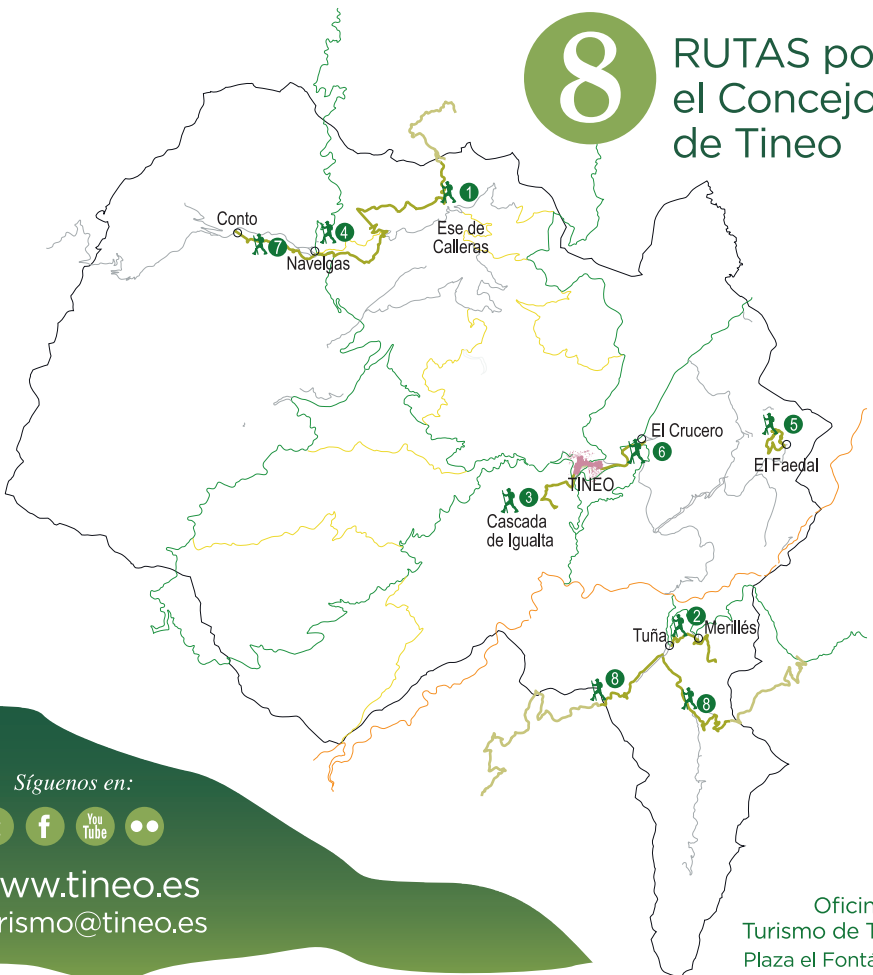 8
RUTAS po
el Concejo
de Tineo
1
Conto
4
Ese de
Calleras
7
Navelgas
5
El Crucero
6
El Faedal
TINEO
3
Cascada
de Igualta
2
Merillés
Tuña
8
8
Síguenos en:
f
You
Tube
ww.tineo.es
rismo@tineo.es
Oficin
Turismo de T
Plaza el Fontá